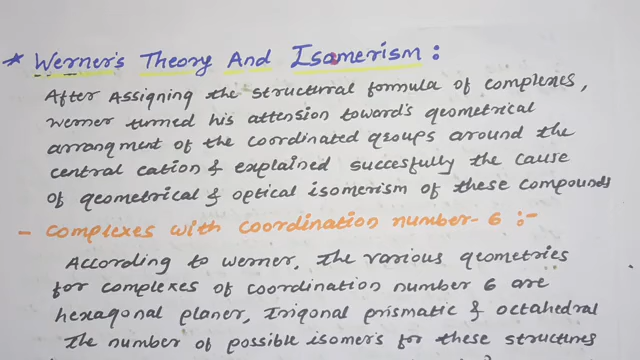 * Werner's Theory And Isomerism :
After Assigning the structural formula of complexes,
Werner turned his attension toward's geometrical
arrangment of the coordinated groups around the
central cation & explained succesfully the cause
of geometrical & optical isomerism of these compounds
- complexes with coordination number-6 :-
According to Werner, the various geometries
for complexes of coordination number 6 are
hexagonal planer, Trigonal prismatic & octahedral
The number of possible isomers for these structures